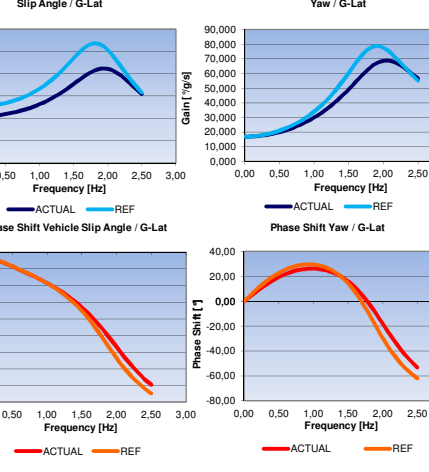 Slip Angle / G-Lat
0,50 1,00 1,50 2,00 2,50 3,00
Frequency [Hz]
ACTUAL REF
Yaw / G-Lat
Gain [ °/g/s]
90,000
80,000
70,000
60,000
50,000
40,000
30,000
20,000
10,000
0,000
0,00 0,50 1,00 1,50 2,00 2,50
Frequency [Hz]
ACTUAL REF
ase Shift Vehicle Slip Angle / G-Lat
0,50 1,00 1,50 2,00 2,50 3,00
Frequency [Hz]
ACTUAL REF
Phase Shift Yaw / G-Lat
Phase Shift [°]
40,00
20,00
0,00
-20,00
-40,00
-60,00
-80,00
0,00 0,50 1,00 1,50 2,00 2,50
Frequency [Hz]
ACTUAL REF